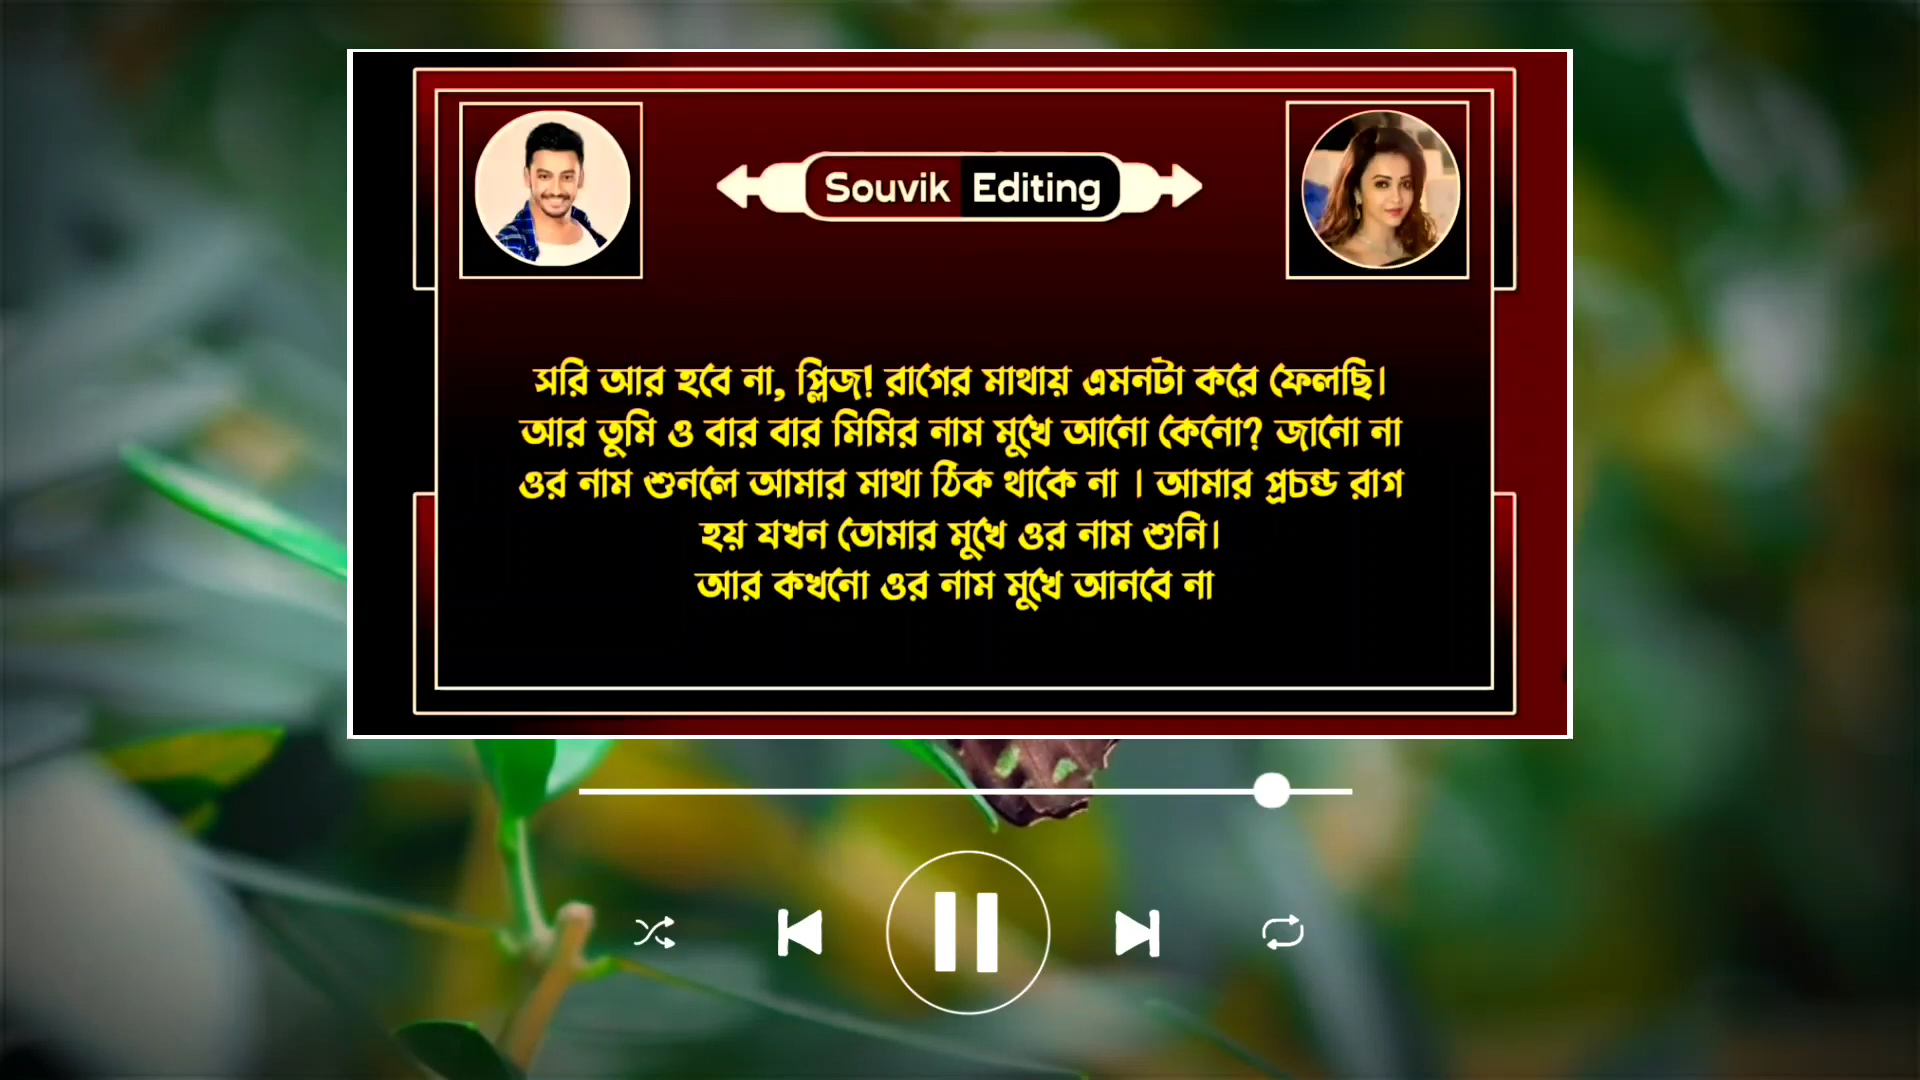 Souvik Editing
সরি আর হবে না, প্লিজ! রাগের মাথায় এমনটা করে ফেলছি।
আর তুমি ও বার বার মিমির নাম মুখে আনো কেনো? জানো না
ওর নাম শুনলে আমার মাথা ঠিক থাকে না । আমার প্রচন্ড রাগ
হয় যখন তোমার মুখে ওর নাম শুনি।
আর কখনো ওর নাম মুখে আনবে না